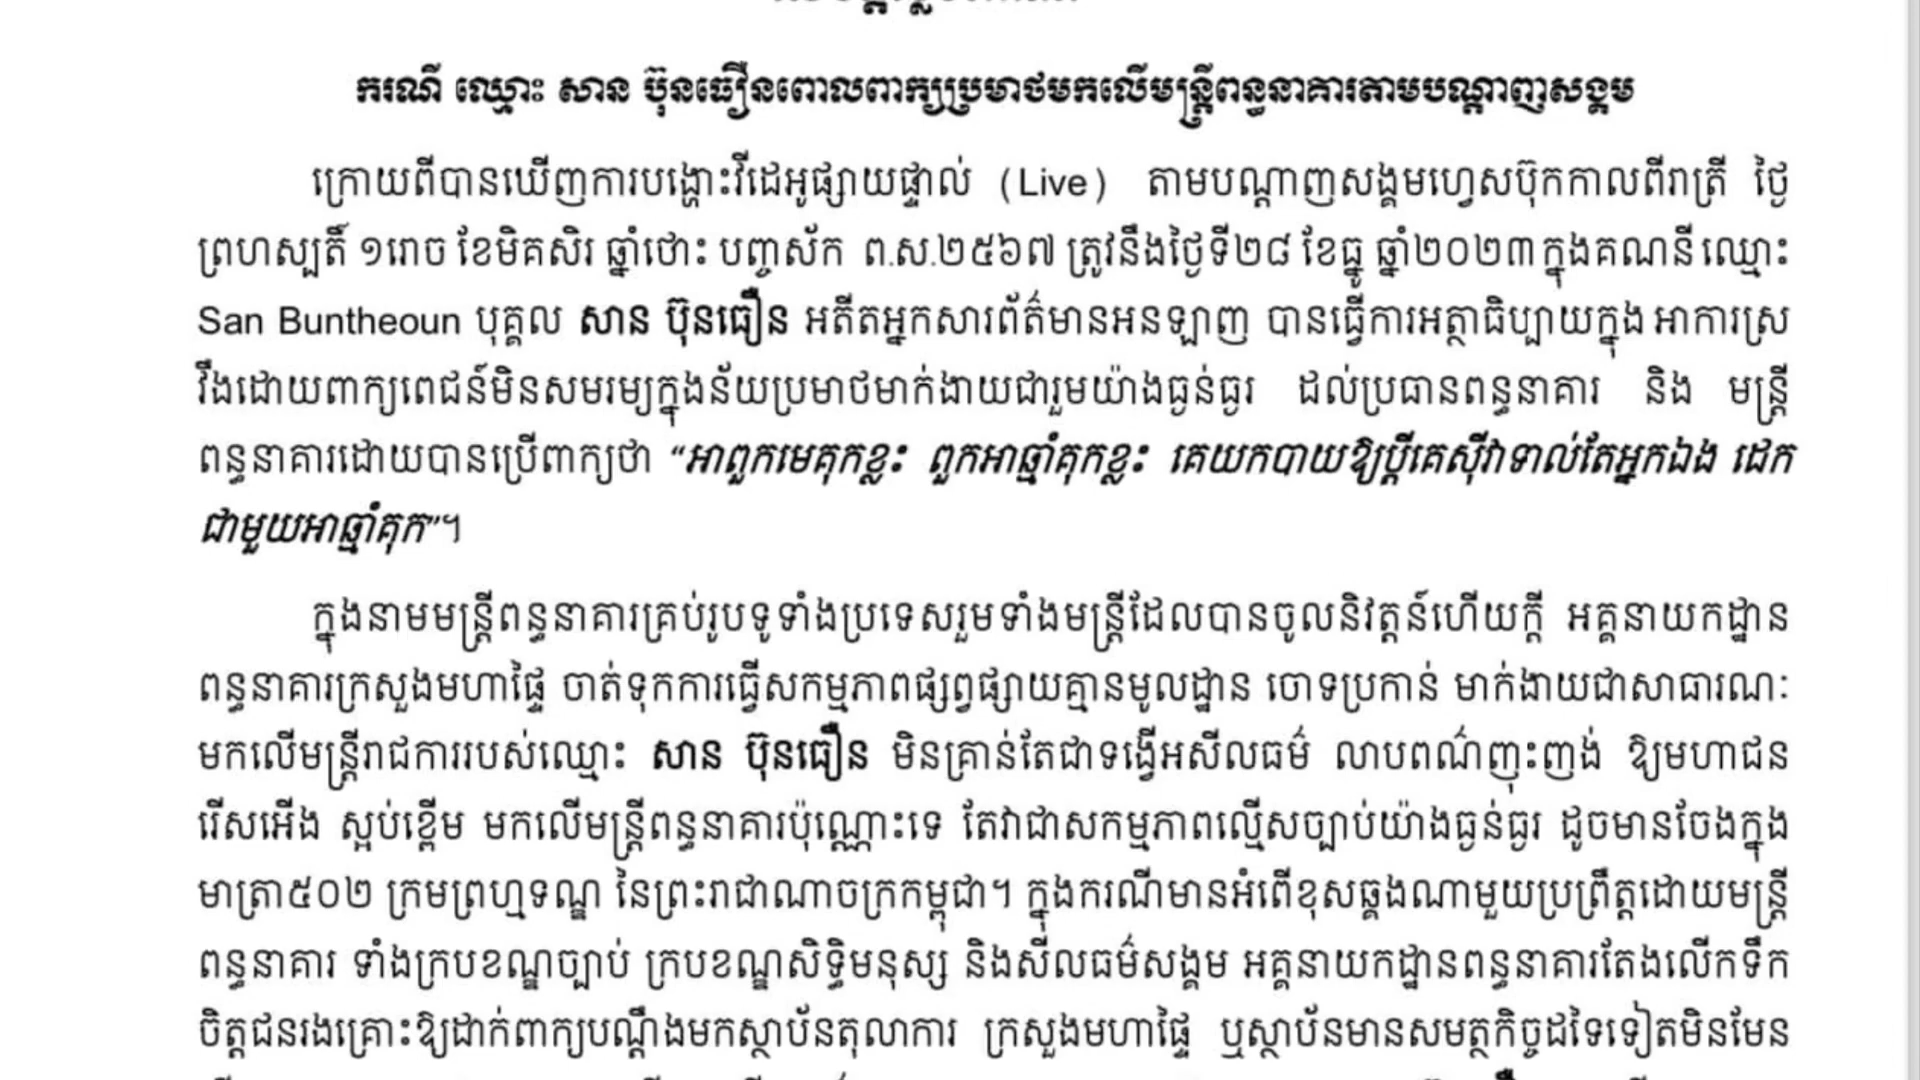 ករណី ឈ្មោះ សាន ប៊ុនធឿនពោលពាក្យប្រមាថមកលើមន្ត្រីពន្ធនាគារតាមបណ្ដាញសង្គម
ក្រោយពីបានឃើញការបង្ហោះវីដេអូផ្សាយផ្ទាល់ (Live) តាមបណ្ដាញសង្គមហ្វេសប៊ុកកាលពីរាត្រី ថ្ងៃ
ព្រហស្បតិ៍ ១រោច ខែមិគសិរ ឆ្នាំថោះ បញ្ចស័ក ព.ស.២៥៦៧ ត្រូវនឹងថ្ងៃទី២៨ ខែធ្នូ ឆ្នាំ២០២៣ ក្នុងគណនី ឈ្មោះ
San Buntheoun បុគ្គល សាន ប៊ុនធឿន អតីតអ្នកសារព័ត៌មានអនឡាញ បានធ្វើការអត្ថាធិប្បាយក្នុង អាការស្រ
វឹងដោយពាក្យពេជន៍មិនសមរម្យក្នុងន័យប្រមាថមាក់ងាយជារួមយ៉ាងធ្ងន់ធ្ងរ ដល់ប្រធានពន្ធនាគារ និង មន្ត្រី
ពន្ធនាគារដោយបានប្រើពាក្យថា “អាពួកមេគុកខ្លះ ពួកអាឆ្មាំគុកខ្លះ គេយកបាយឱ្យប្ដីគេស៊ីវាទាល់តែអ្នកឯង ដេក
ជាមួយអាឆ្មាំគុក”។
ក្នុងនាមមន្ត្រីពន្ធនាគារគ្រប់រូបទូទាំងប្រទេសរួមទាំងមន្ត្រីដែលបានចូលនិវត្តន៍ហើយក្ដី អគ្គនាយកដ្ឋាន
ពន្ធនាគារក្រសួងមហាផ្ទៃ ចាត់ទុកការធ្វើសកម្មភាពផ្សព្វផ្សាយគ្មានមូលដ្ឋាន ចោទប្រកាន់ មាក់ងាយជាសាធារណៈ
មកលើមន្ត្រីរាជការរបស់ឈ្មោះ សាន ប៊ុនធឿន មិនគ្រាន់តែជាទង្វើអសីលធម៌ លាបពណ៌ញុះញង់ ឱ្យមហាជន
រើសអើង ស្អប់ខ្ពើម មកលើមន្ត្រីពន្ធនាគារប៉ុណ្ណោះទេ តែវាជាសកម្មភាពល្មើសច្បាប់យ៉ាងធ្ងន់ធ្ងរ ដូចមានចែងក្នុង
មាត្រា៥០២ ក្រមព្រហ្មទណ្ឌ នៃព្រះរាជាណាចក្រកម្ពុជា។ ក្នុងករណីមានអំពើខុសឆ្គងណាមួយប្រព្រឹត្តដោយមន្ត្រី
ពន្ធនាគារ ទាំងក្របខណ្ឌច្បាប់ ក្របខណ្ឌសិទ្ធិមនុស្ស និងសីលធម៌សង្គម អគ្គនាយកដ្ឋានពន្ធនាគារតែងលើកទឹក
ចិត្តជនរងគ្រោះឱ្យដាក់ពាក្យបណ្ដឹងមកស្ថាប័នតុលាការ ក្រសួងមហាផ្ទៃ ឬស្ថាប័នមានសមត្ថកិច្ចដទៃទៀតមិនមែន